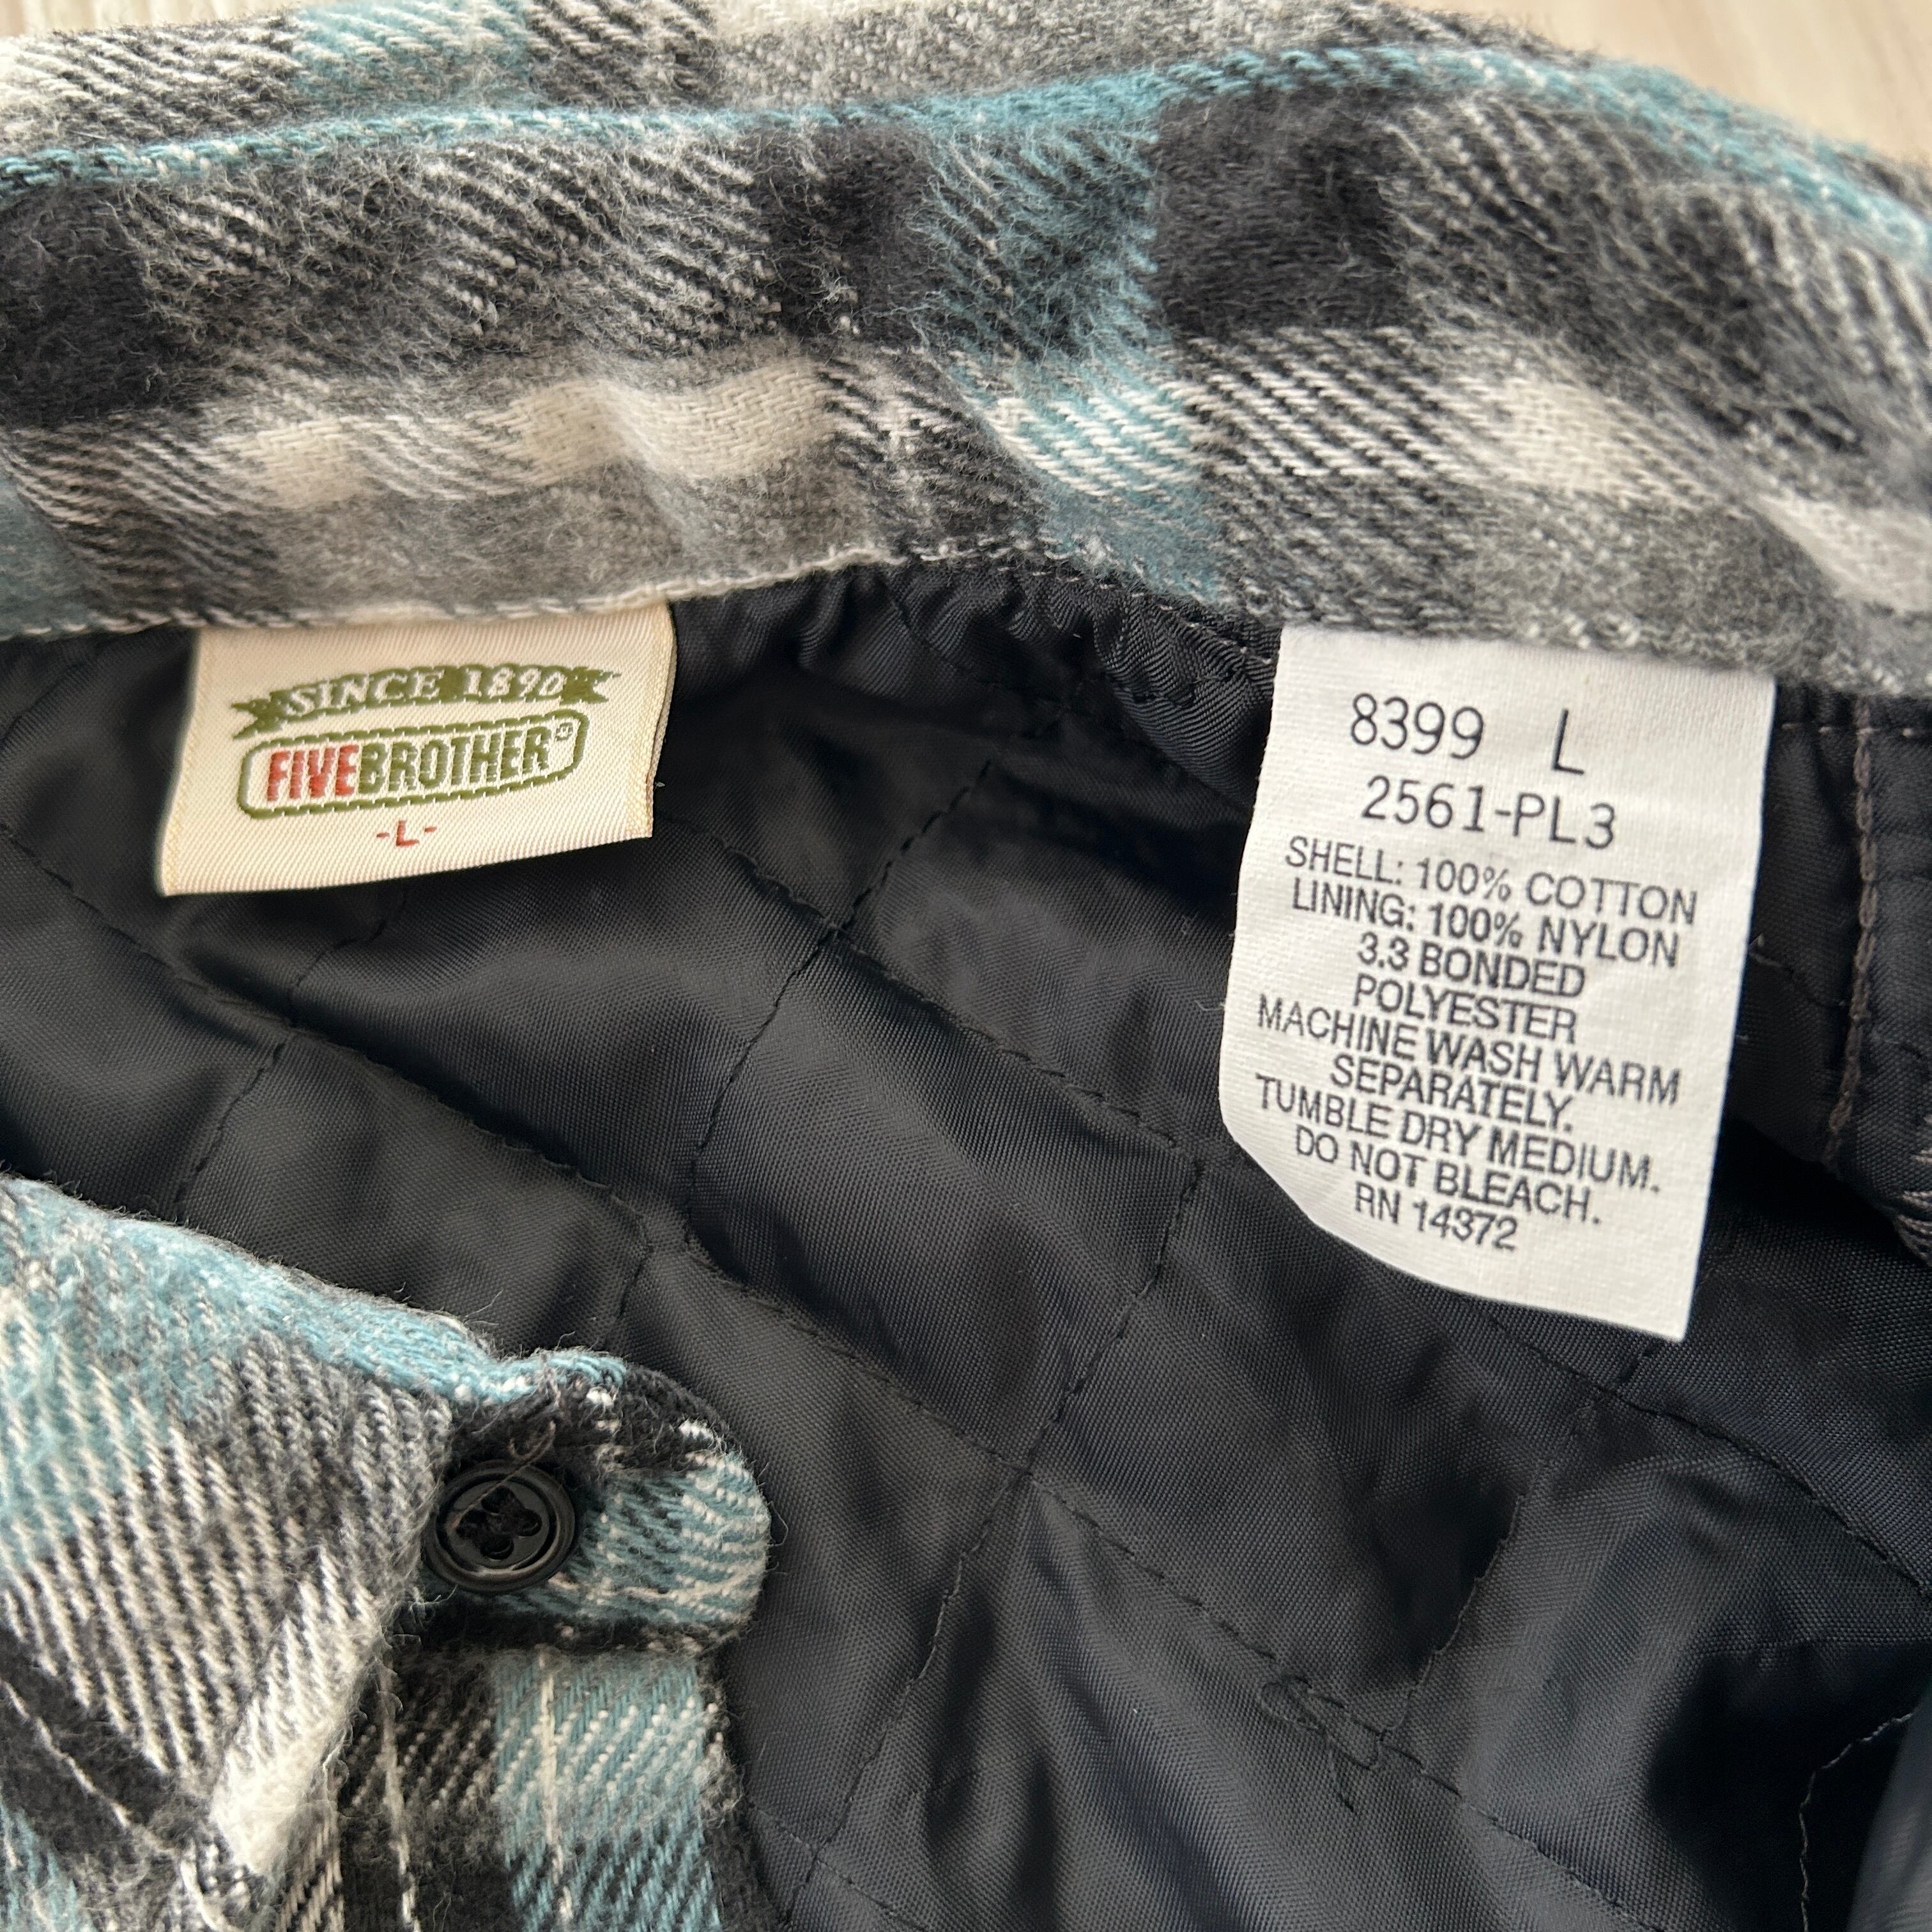 SINCE 1890
FIVEBROTHER®
-L-
8399 L
2561-PL3
SHELL: 100% COTTON
LINING: 100% NYLON
3.3 BONDED
POLYESTER
MACHINE WASH WARM
SEPARATELY.
TUMBLE DRY MEDIUM.
DO NOT BLEACH.
RN 14372